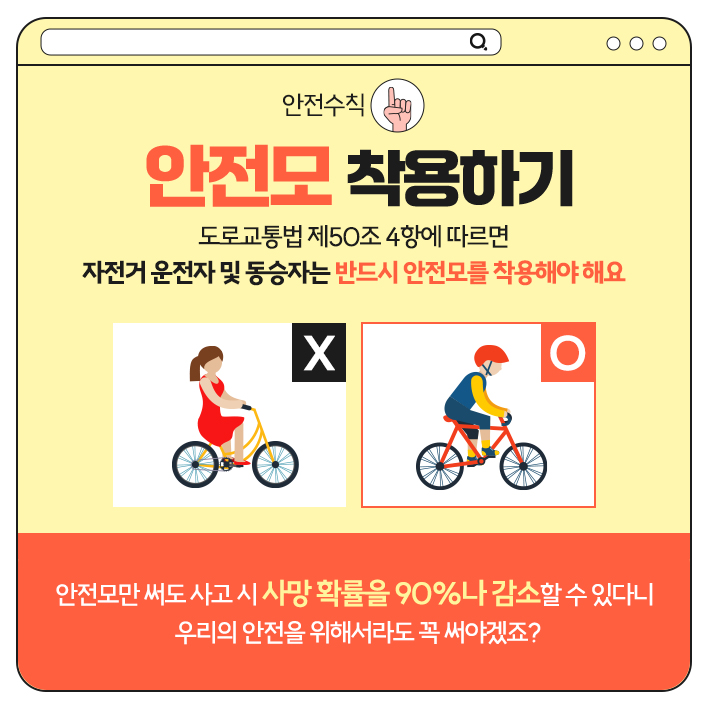 안전수칙
안전모 착용하기
도로교통법 제50조 4항에 따르면
자전거 운전자 및 동승자는 반드시 안전모를 착용해야 해요
X
O
안전모만 써도 사고 시 사망 확률을 90%나 감소할 수 있다니
우리의 안전을 위해서라도 꼭 써야겠죠?